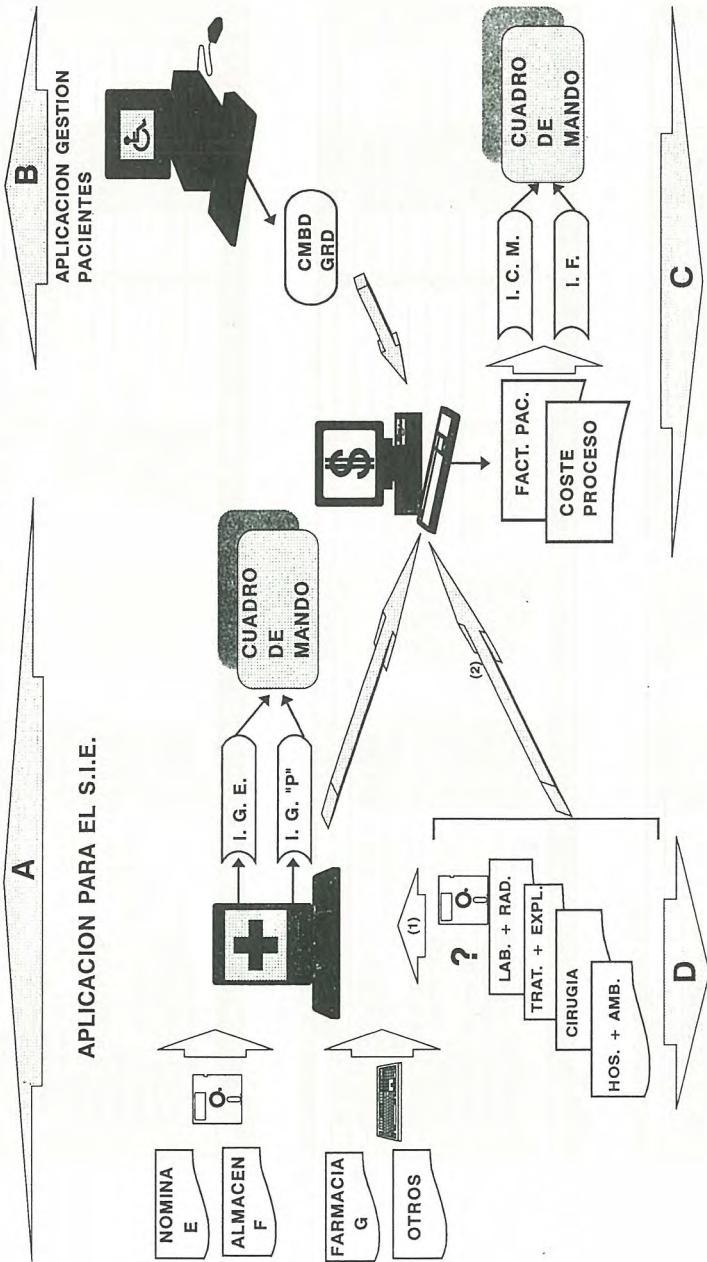 A
APLICACION PARA EL S.I.E.
NOMINA
E
ALMACEN
F
FARMACIA
G
OTROS
I. G. E.
I. G. "P"
CUADRO
DE
MANDO
B
APLICACION GESTION
PACIENTES
CMBD
GRD
$
(1)
?
LAB. + RAD.
TRAT. + EXPL.
CIRUGIA
HOS. + AMB.
D
(2)
FACT. PAC.
COSTE
PROCESO
I. C. M.
I. F.
CUADRO
DE
MANDO
C